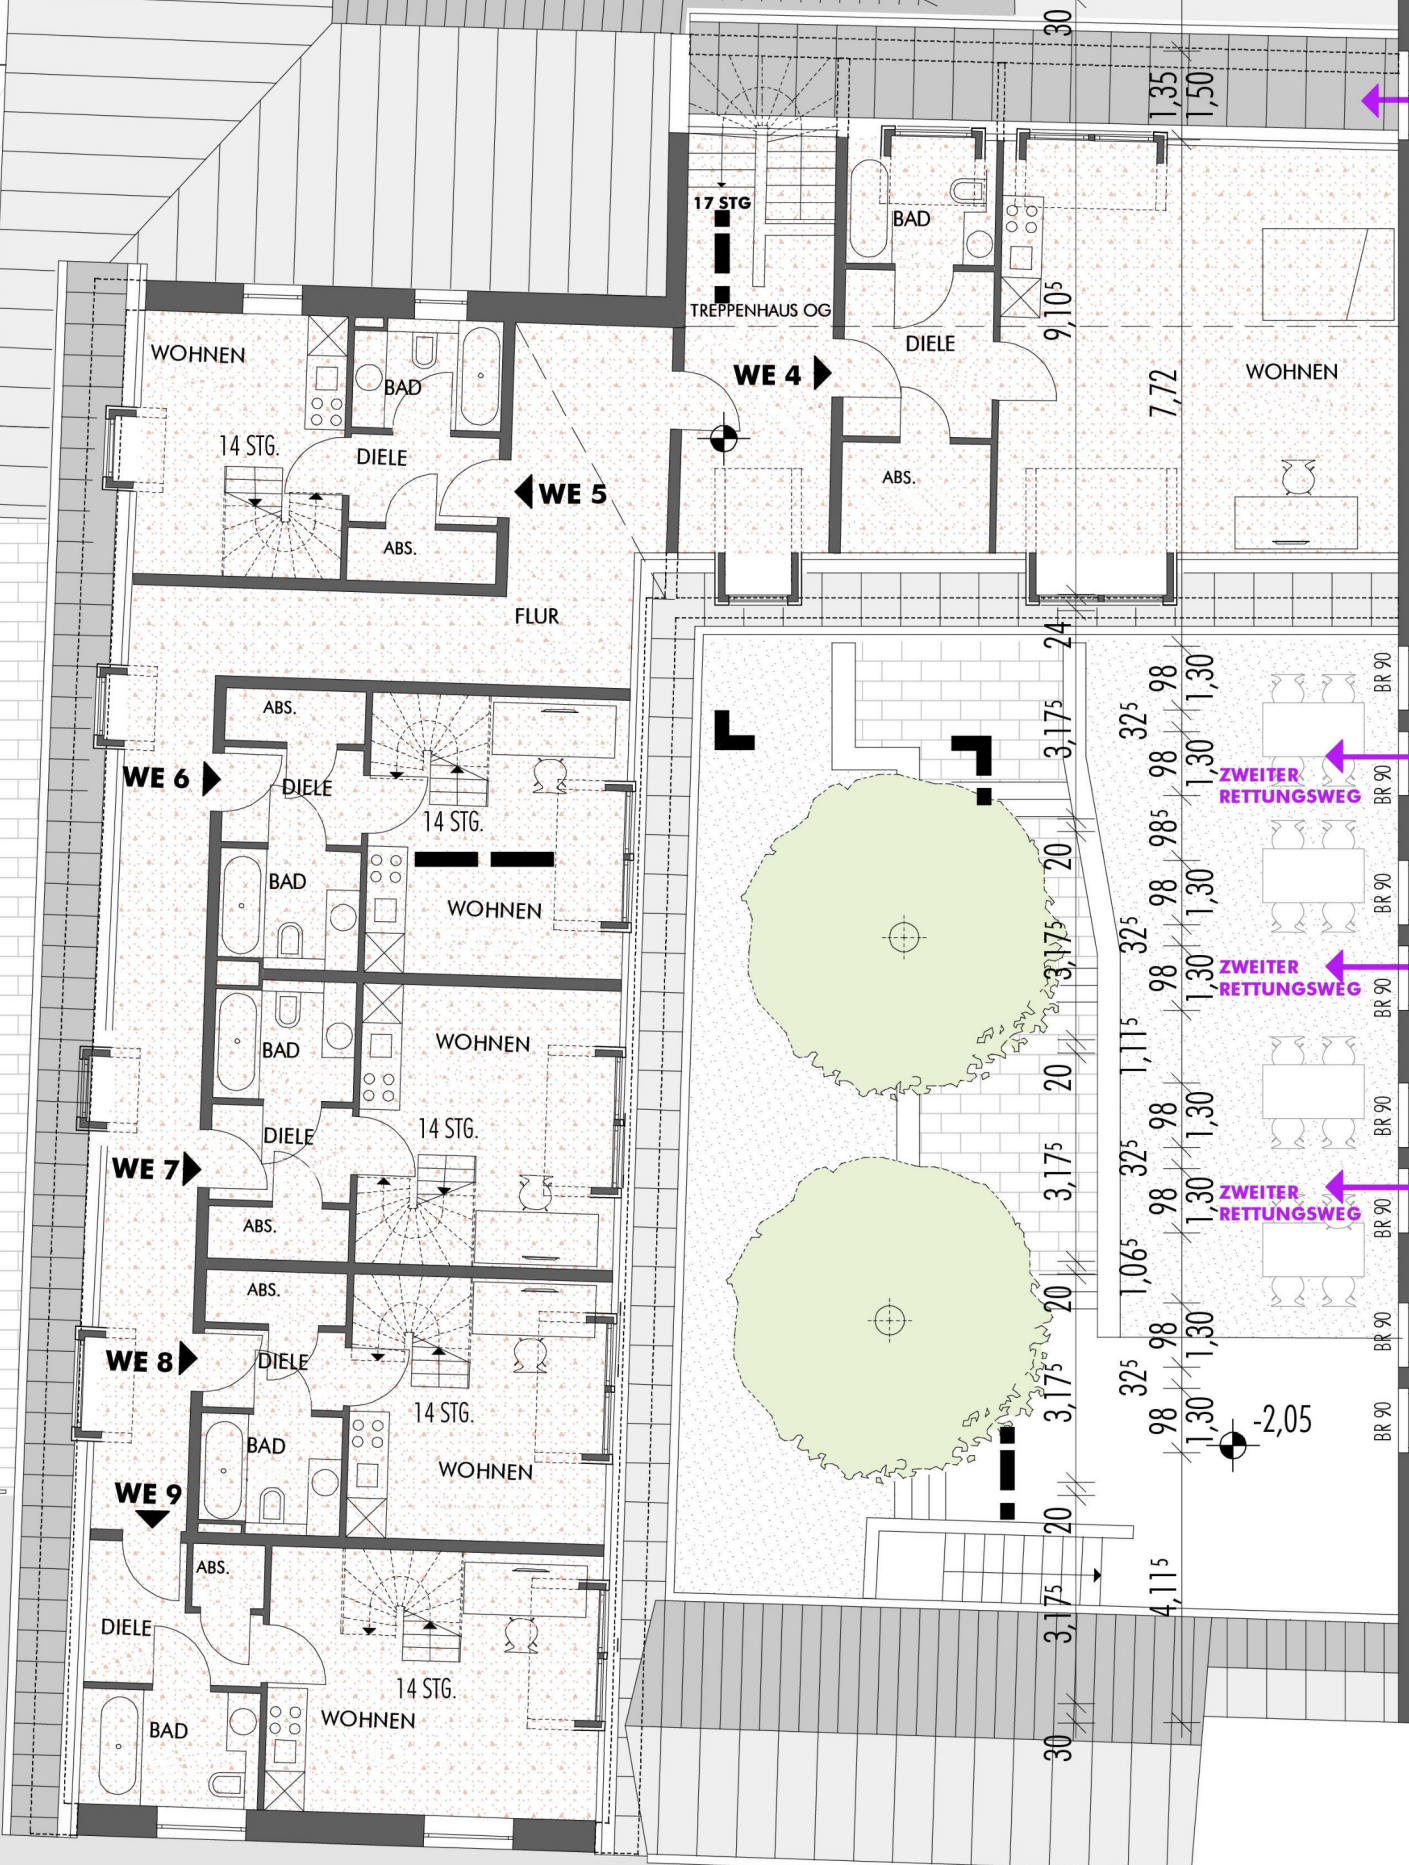 30
1,35
1,50
17 STG
BAD
TREPPENHAUS OG
9,10⁵
DIELE
WE 4
WOHNEN
7,72
WOHNEN
BAD
14 STG.
DIELE
WE 5
ABS.
ABS.
FLUR
24
98
1,30
BR 90
ABS.
3,17⁵
32⁵
WE 6
DIELE
98
1,30
BR 90
ZWEITER
RETTUNGSWEG
14 STG.
20
98⁵
BAD
98
1,30
BR 90
WOHNEN
3,17⁵
32⁵
98
1,30
ZWEITER
RETTUNGSWEG
BR 90
WOHNEN
BAD
20
1,11⁵
14 STG.
DIELE
98
1,30
BR 90
WE 7
3,17⁵
32⁵
98
1,30
ZWEITER
RETTUNGSWEG
BR 90
ABS.
ABS.
20
1,06⁵
98
1,30
BR 90
WE 8
DIELE
3,17⁵
32⁵
14 STG.
98
1,30
BR 90
-2,05
BAD
WOHNEN
WE 9
20
ABS.
3,17⁵
4,11⁵
DIELE
14 STG.
WOHNEN
BAD
30